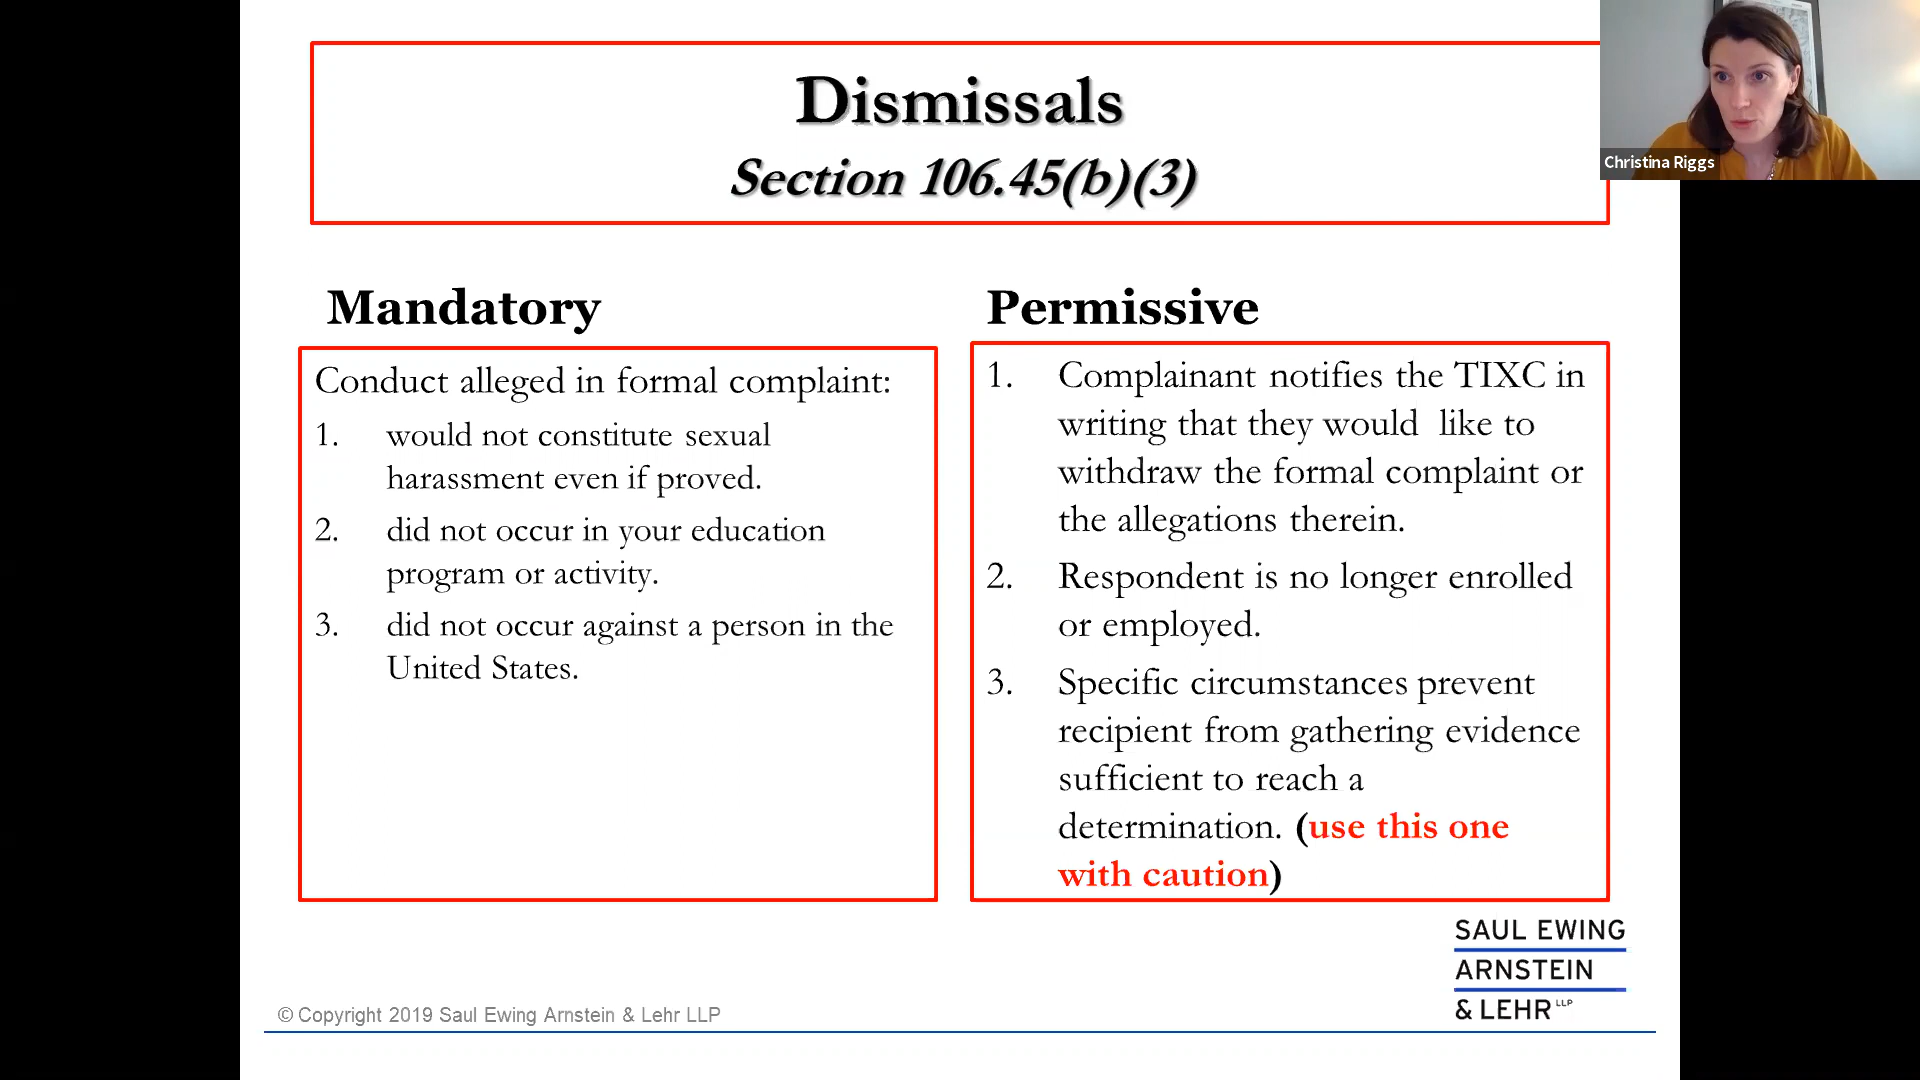 Dismissals
Section 106.45(b)(3)
Christina Riggs
Mandatory
Conduct alleged in formal complaint:
1. would not constitute sexual
harassment even if proved.
2. did not occur in your education
program or activity.
3. did not occur against a person in the
United States.
Permissive
1. Complainant notifies the TIXC in
writing that they would like to
withdraw the formal complaint or
the allegations therein.
2. Respondent is no longer enrolled
or employed.
3. Specific circumstances prevent
recipient from gathering evidence
sufficient to reach a
determination. (use this one
with caution)
SAUL EWING
ARNSTEIN
& LEHR LLP
© Copyright 2019 Saul Ewing Arnstein & Lehr LLP